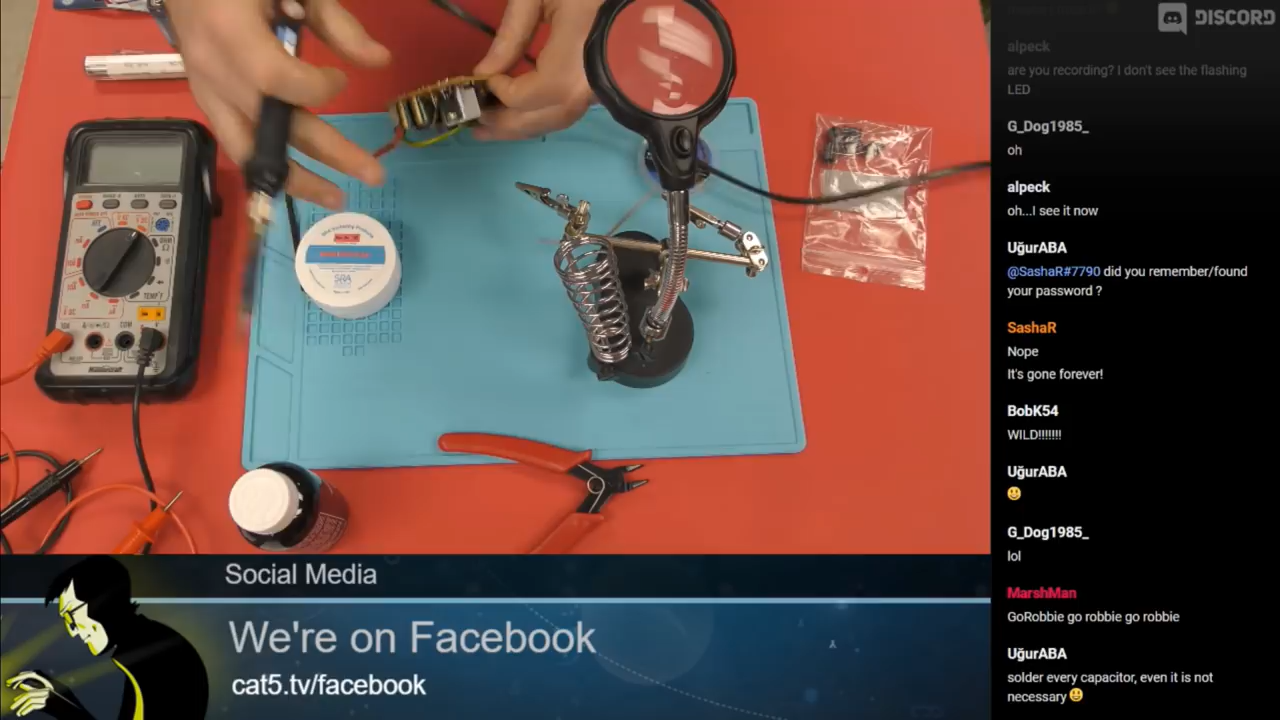 DISCORD
alpeck
are you recording? I don't see the flashing
LED
G_Dog1985_
oh
alpeck
oh...I see it now
UğurABA
@SashaR#7790 did you remember/found
your password ?
SashaR
Nope
It's gone forever!
BobK54
WILD!!!!!!!
UğurABA
G_Dog1985_
lol
MarshMan
GoRobbie go robbie go robbie
UğurABA
solder every capacitor, even it is not
necessary
COM
TEMP
SRA
Social Media
We're on Facebook
cat5.tv/facebook